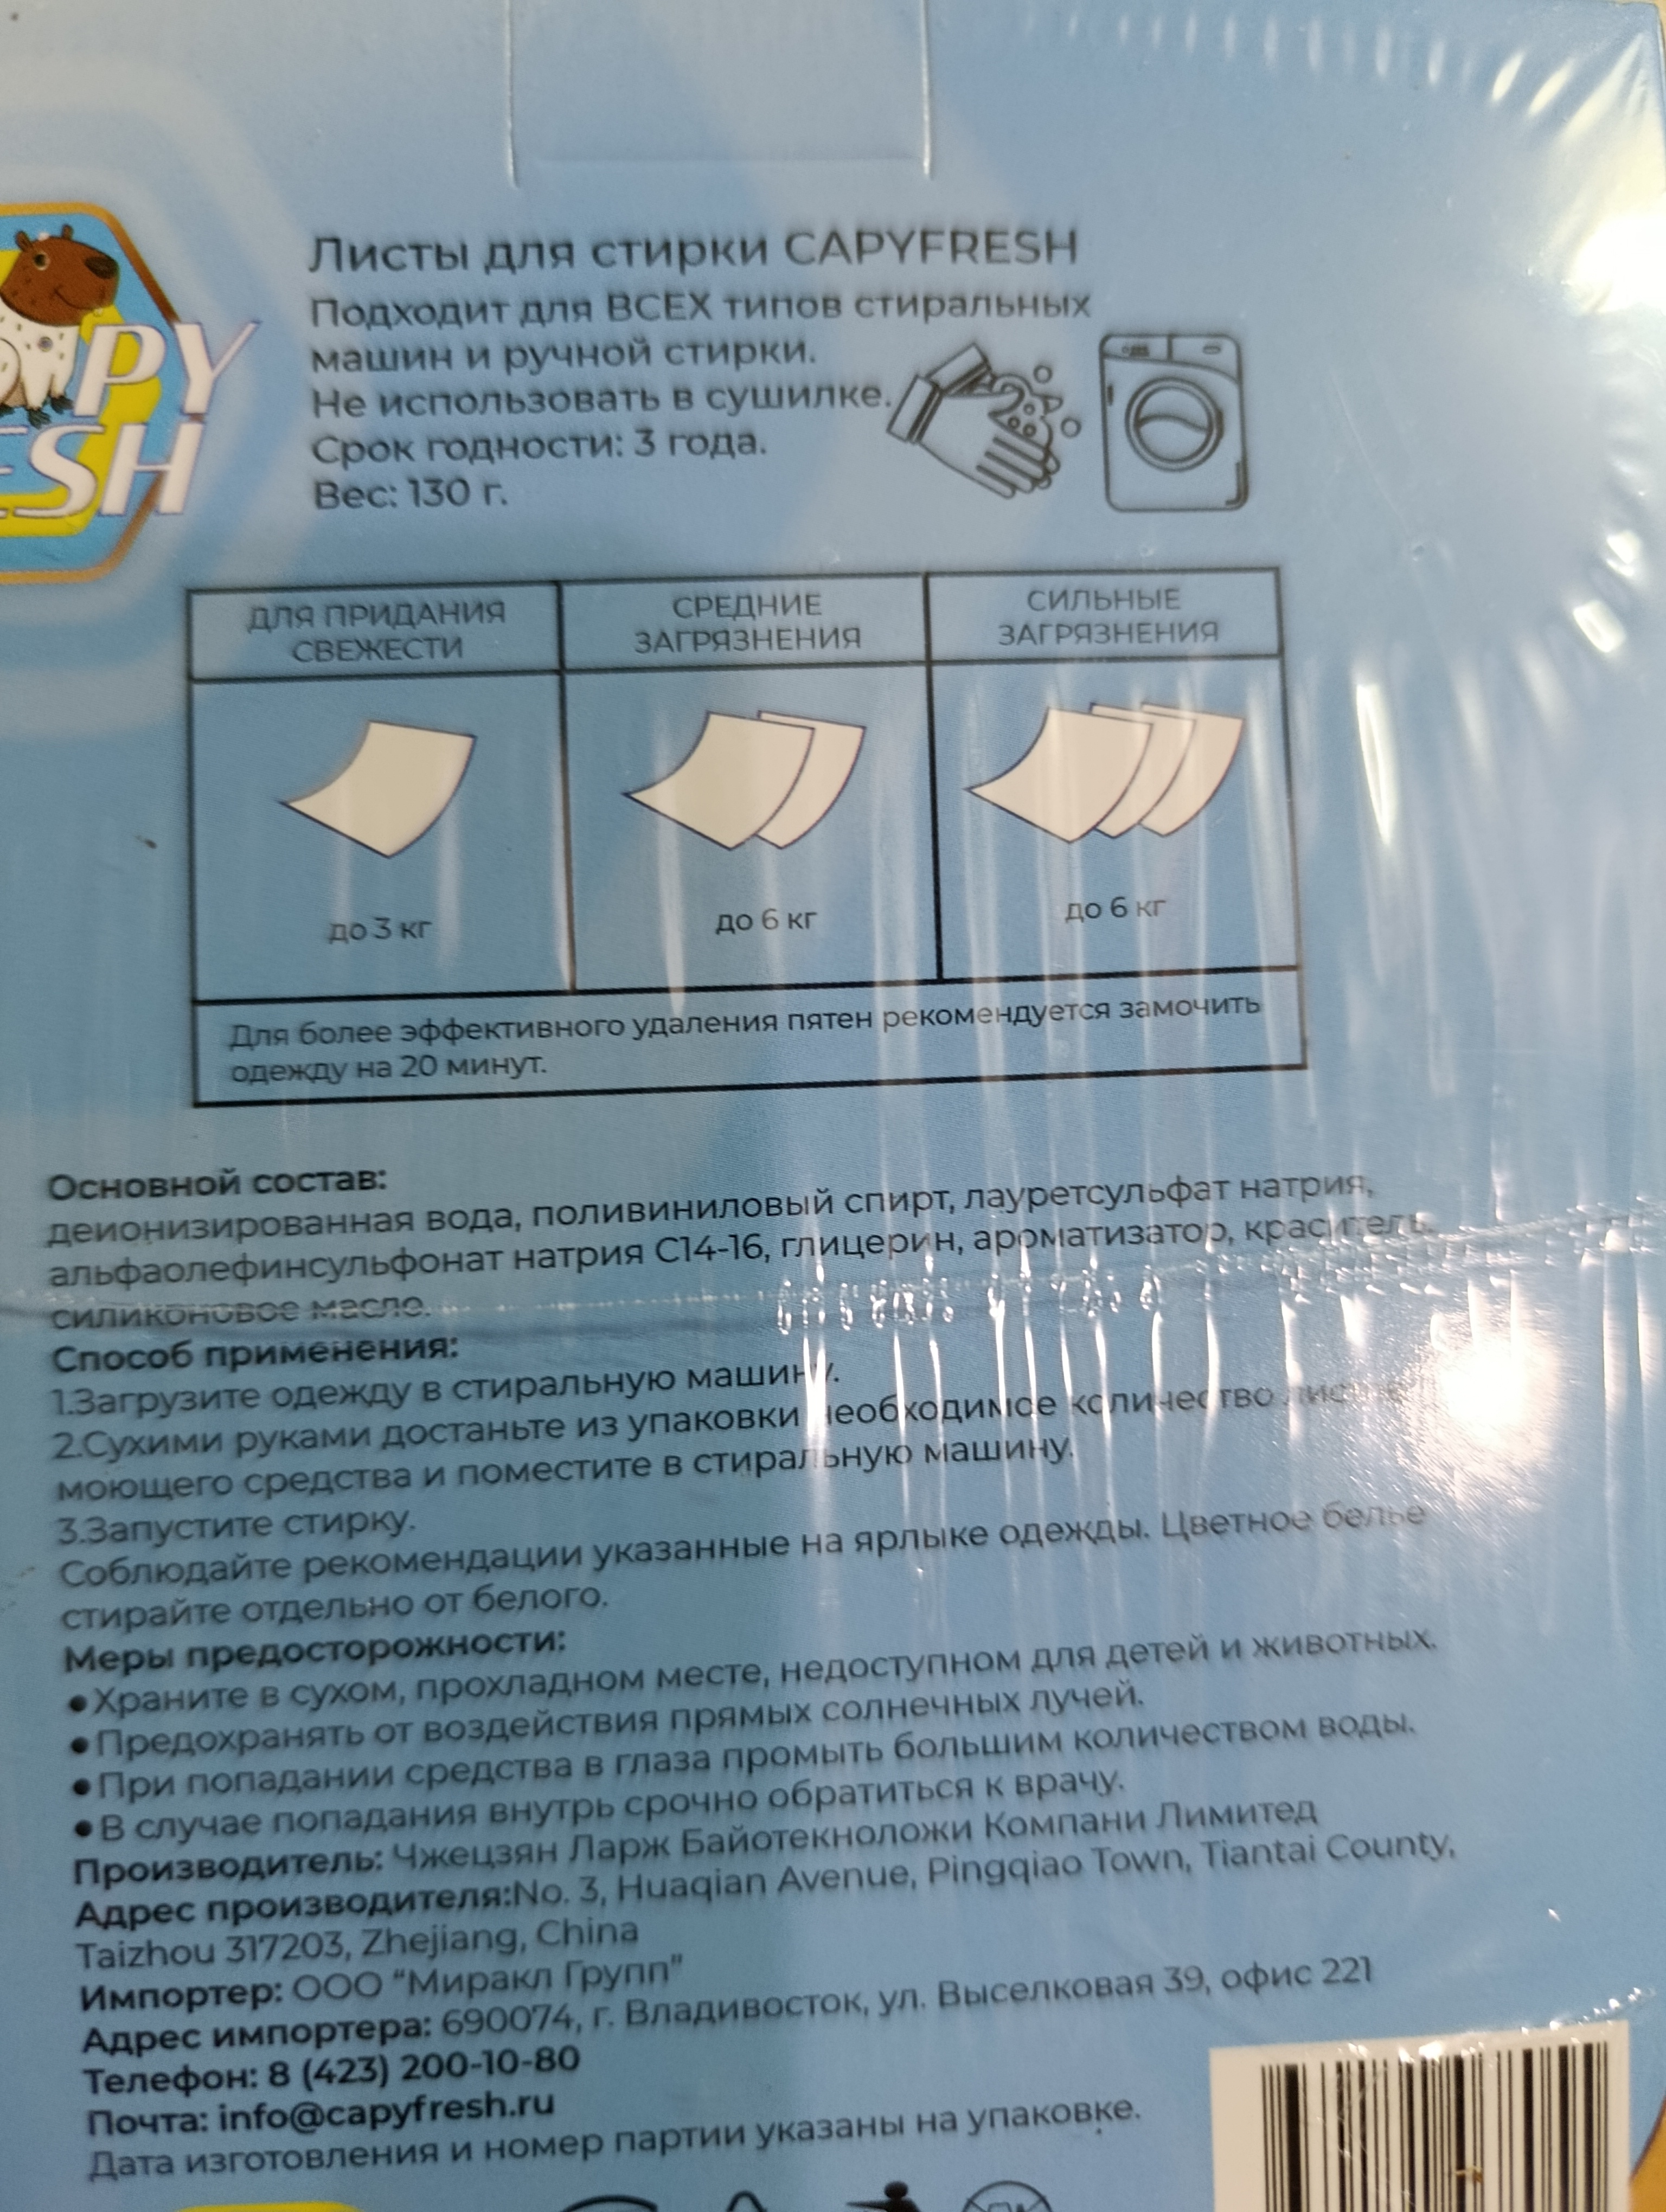 PY
ESH
Листы для стирки CAPYFRESH
Подходит для ВСЕХ типов стиральных
машин и ручной стирки.
Не использовать в сушилке.
Срок годности: 3 года.
Вес: 130 г.
ДЛЯ ПРИДАНИЯ
СВЕЖЕСТИ
СРЕДНИЕ
ЗАГРЯЗНЕНИЯ
СИЛЬНЫЕ
ЗАГРЯЗНЕНИЯ
до 3 кг
до 6 кг
до 6 кг
Для более эффективного удаления пятен рекомендуется замочить
одежду на 20 минут.
Основной состав:
деионизированная вода, поливиниловый спирт, лауретсульфат натрия,
альфаолефинсульфонат натрия С14-16, глицерин, ароматизатор, краситель,
силиконовое масло.
Способ применения:
1.Загрузите одежду в стиральную машину.
2.Сухими руками достаньте из упаковки необходимое количество
моющего средства и поместите в стиральную машину.
3.Запустите стирку.
Соблюдайте рекомендации указанные на ярлыке одежды. Цветное белье
стирайте отдельно от белого.
Меры предосторожности:
•Храните в сухом, прохладном месте, недоступном для детей и животных.
•Предохранять от воздействия прямых солнечных лучей.
•При попадании средства в глаза промыть большим количеством воды.
•В случае попадания внутрь срочно обратиться к врачу.
Производитель: Чжецзян Ларж Байотекноложи Компани Лимитед
Адрес производителя:No. 3, Huaqian Avenue, Pingqiao Town, Tiantai County,
Taizhou 317203, Zhejiang, China
Импортер: ООО “Миракл Групп”
Адрес импортера: 690074, г. Владивосток, ул. Выселковая 39, офис 221
Телефон: 8 (423) 200-10-80
Почта: info@capyfresh.ru
Дата изготовления и номер партии указаны на упаковке.